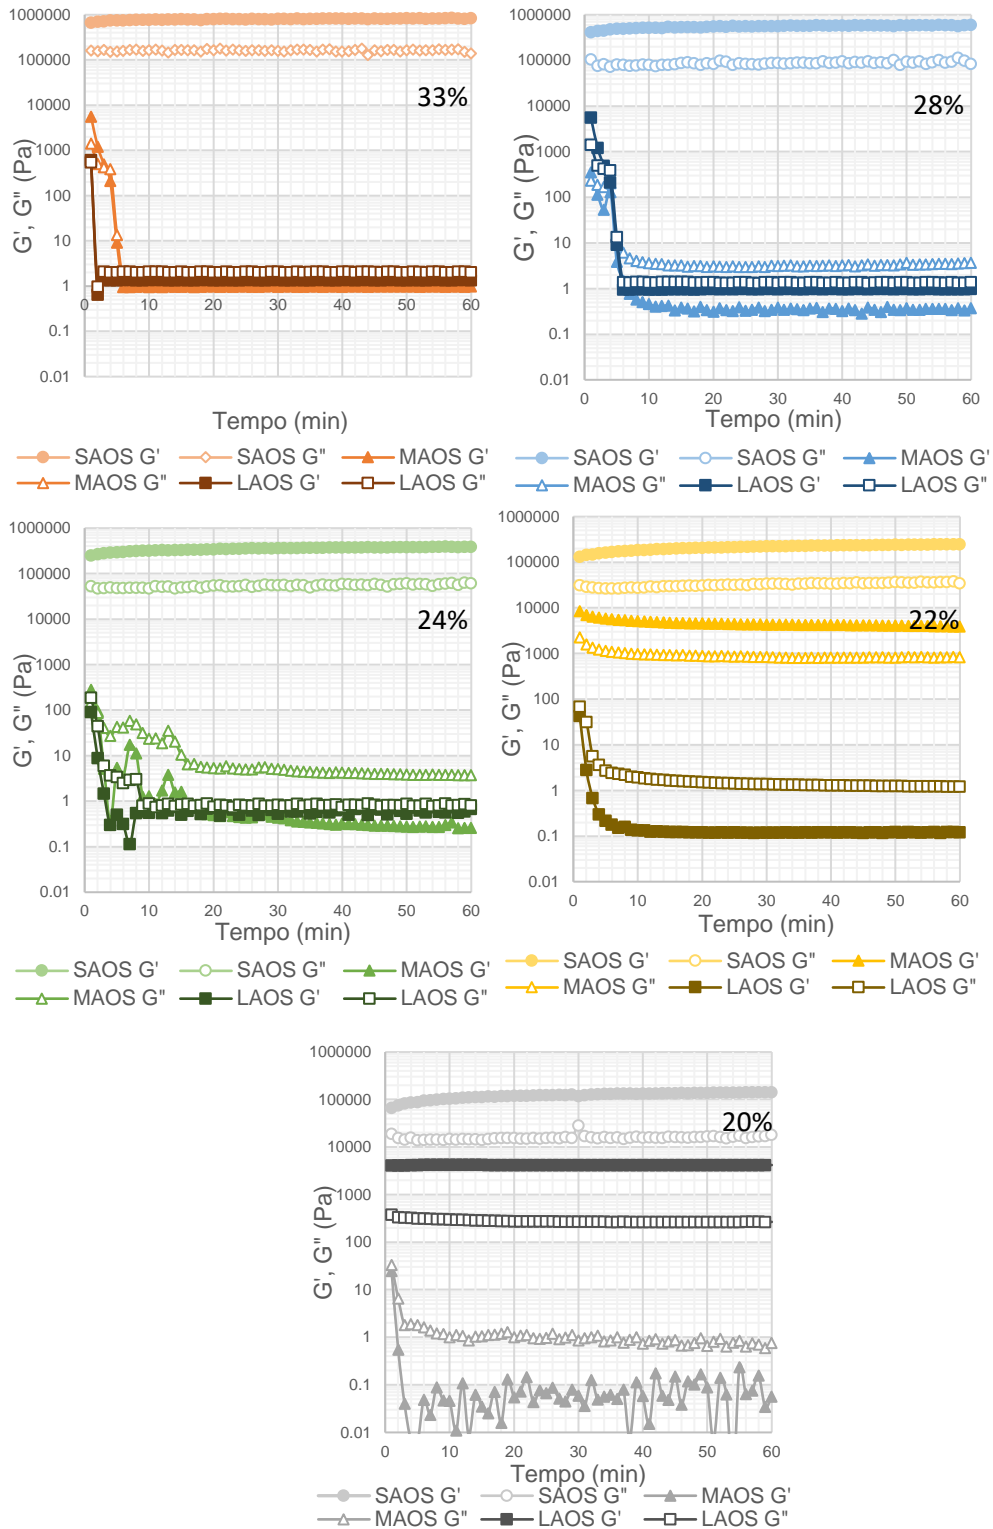 1000000
100000
10000
1000
100
10
1
0.1
0.01
G', G" (Pa)
33%
0 10 20 30 40 50 60
Tempo (min)
SAOS G' SAOS G" MAOS G'
MAOS G" LAOS G' LAOS G"
1000000
100000
10000
1000
100
10
1
0.1
0.01
G', G" (Pa)
28%
0 10 20 30 40 50 60
Tempo (min)
SAOS G' SAOS G" MAOS G'
MAOS G" LAOS G' LAOS G"
1000000
100000
10000
1000
100
10
1
0.1
0.01
G', G" (Pa)
24%
0 10 20 30 40 50 60
Tempo (min)
SAOS G' SAOS G" MAOS G'
MAOS G" LAOS G' LAOS G"
1000000
100000
10000
1000
100
10
1
0.1
0.01
G', G" (Pa)
22%
0 10 20 30 40 50 60
Tempo (min)
SAOS G' SAOS G" MAOS G'
MAOS G" LAOS G' LAOS G"
1000000
100000
10000
1000
100
10
1
0.1
0.01
G', G" (Pa)
20%
0 10 20 30 40 50 60
Tempo (min)
SAOS G' SAOS G" MAOS G'
MAOS G" LAOS G' LAOS G"